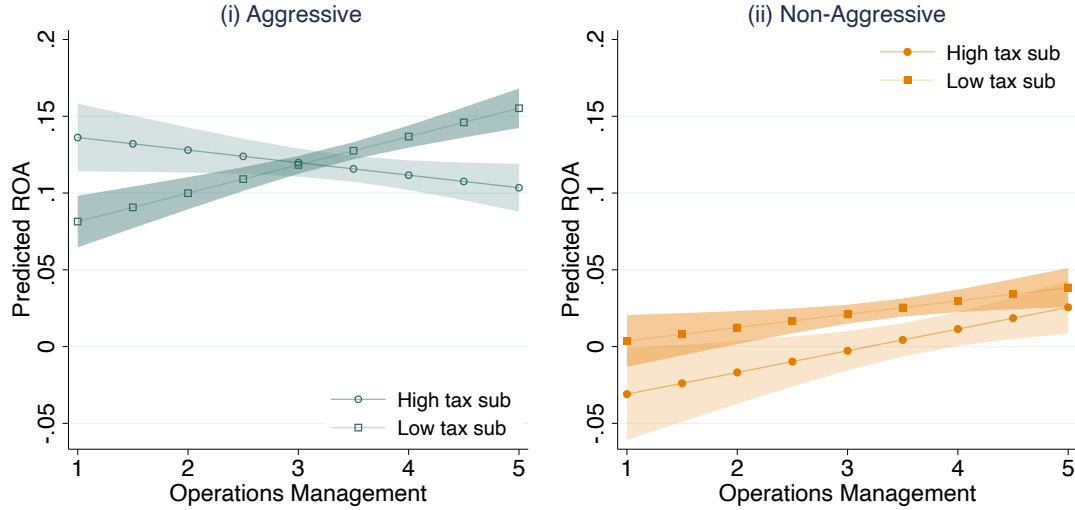 (i) Aggressive
Predicted ROA
.2
.15
.1
.05
0
-.05
High tax sub
Low tax sub
1 2 3 4 5
Operations Management
(ii) Non-Aggressive
Predicted ROA
.2
.15
.1
.05
0
-.05
High tax sub
Low tax sub
1 2 3 4 5
Operations Management